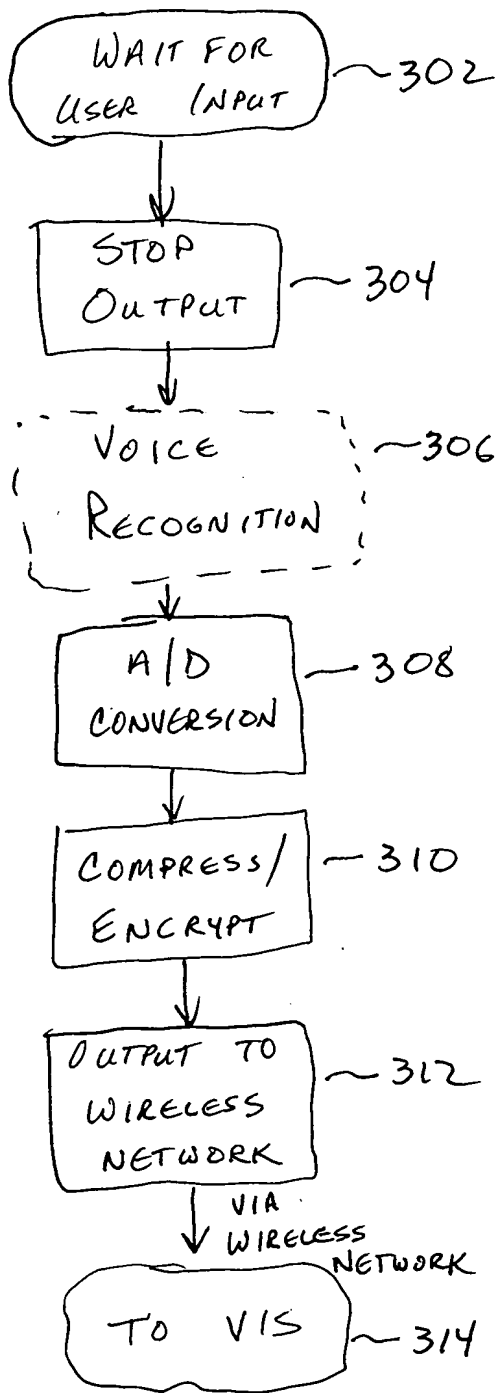 WAIT FOR
USER INPUT
302
STOP
OUTPUT
304
VOICE
RECOGNITION
306
A/D
CONVERSION
308
COMPRESS/
ENCRYPT
310
OUTPUT TO
WIRELESS
NETWORK
312
VIA
WIRELESS
NETWORK
TO VIS
314